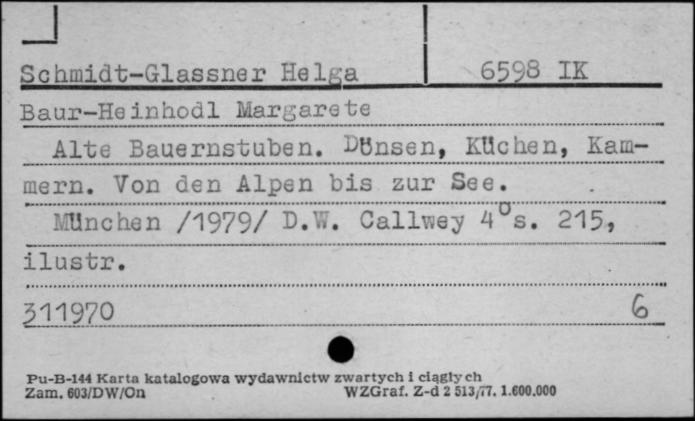 Schmidt-Glassner Helga 6598 IK
Baur-Heinhodl Margarete
Alte Bauernstuben. Dünsen, Küchen, Kam-
mern. Von den Alpen bis zur See.
München /1979/ D.W. Callwey 4°s. 215,
ilustr.
311970 6
Pu-B-144 Karta katalogowa wydawnictw zwartych i ciągłych
Zam. 603/DW/On WZGraf. Z-d 2 513/77. 1.600.000